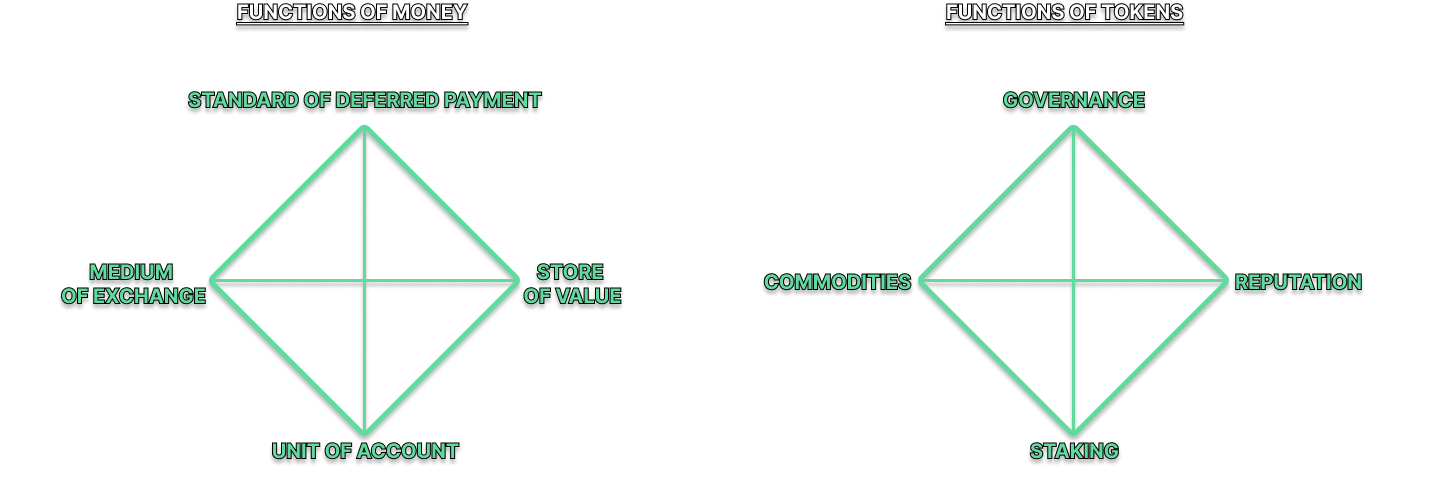 FUNCTIONS OF MONEY
STANDARD OF DEFERRED PAYMENT
MEDIUM
OF EXCHANGE
STORE
OF VALUE
UNIT OF ACCOUNT
FUNCTIONS OF TOKENS
GOVERNANCE
COMMODITIES
REPUTATION
STAKING